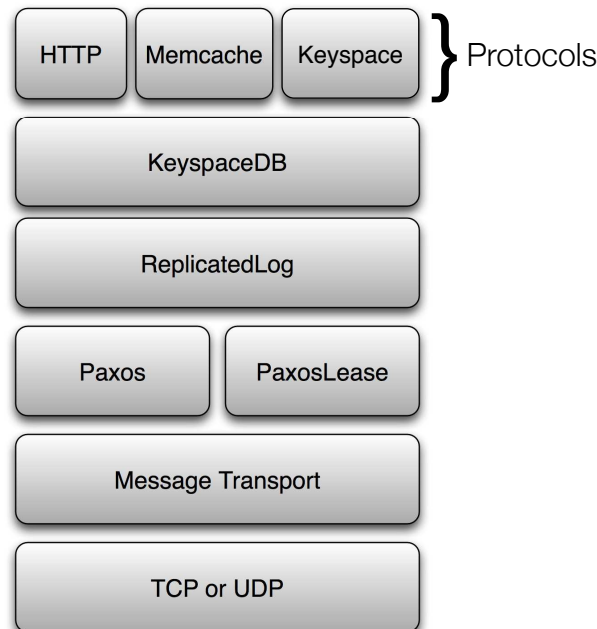 HTTP Memcache Keyspace } Protocols
KeyspaceDB
ReplicatedLog
Paxos PaxosLease
Message Transport
TCP or UDP